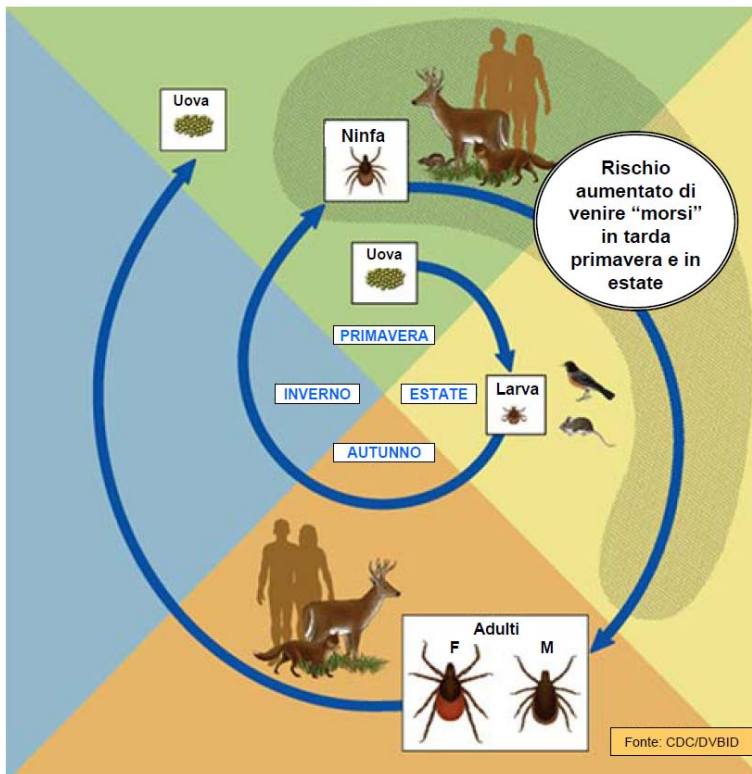 Uova
Ninfa
Rischio
aumentato di
venire “morsi”
in tarda
primavera e in
estate
Uova
PRIMAVERA
INVERNO
ESTATE
Larva
AUTUNNO
Adulti
F M
Fonte: CDC/DVBID